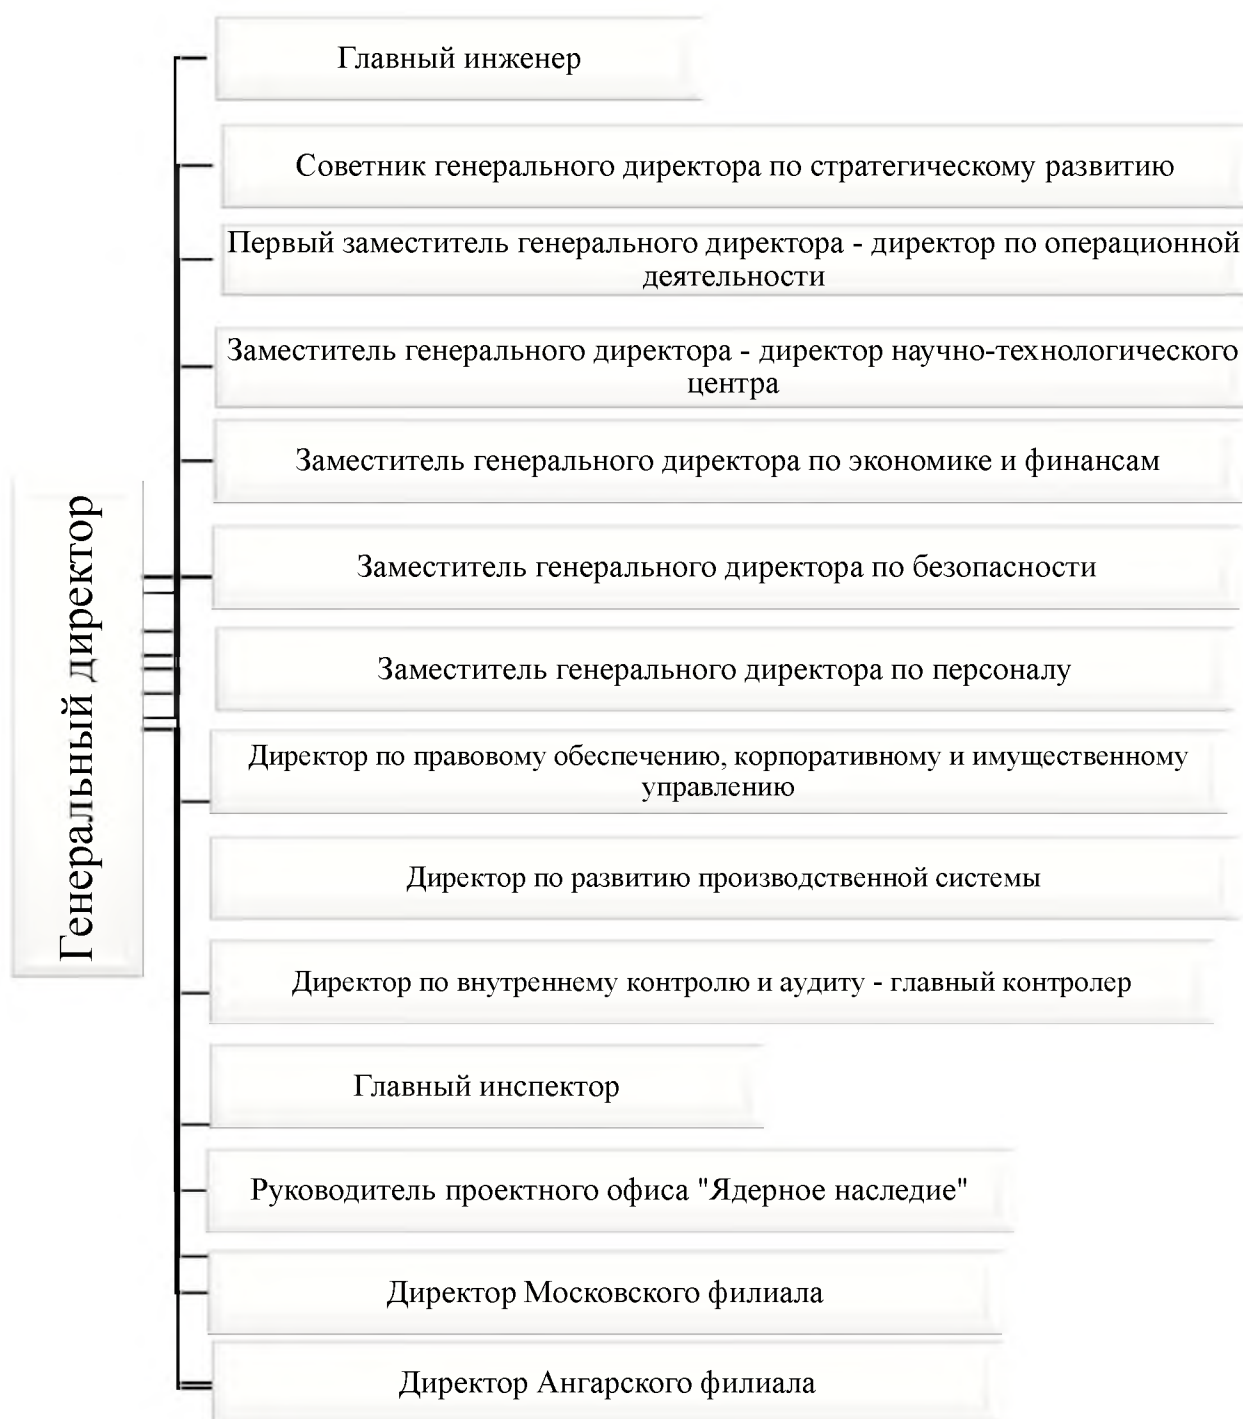 Генеральный директор
Главный инженер
Советник генерального директора по стратегическому развитию
Первый заместитель генерального директора - директор по операционной
деятельности
Заместитель генерального директора - директор научно-технологического
центра
Заместитель генерального директора по экономике и финансам
Заместитель генерального директора по безопасности
Заместитель генерального директора по персоналу
Директор по правовому обеспечению, корпоративному и имущественному
управлению
Директор по развитию производственной системы
Директор по внутреннему контролю и аудиту - главный контролер
Главный инспектор
Руководитель проектного офиса "Ядерное наследие"
Директор Московского филиала
Директор Ангарского филиала